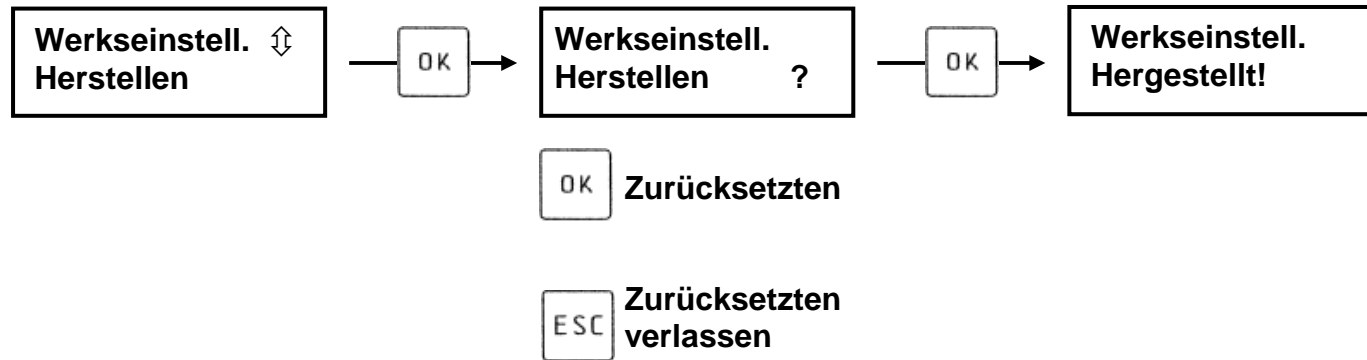 Werkseinstell. ⇳
Herstellen
OK
Werkseinstell.
Herstellen ?
OK
Werkseinstell.
Hergestellt!
OK Zurücksetzten
ESC Zurücksetzten
verlassen